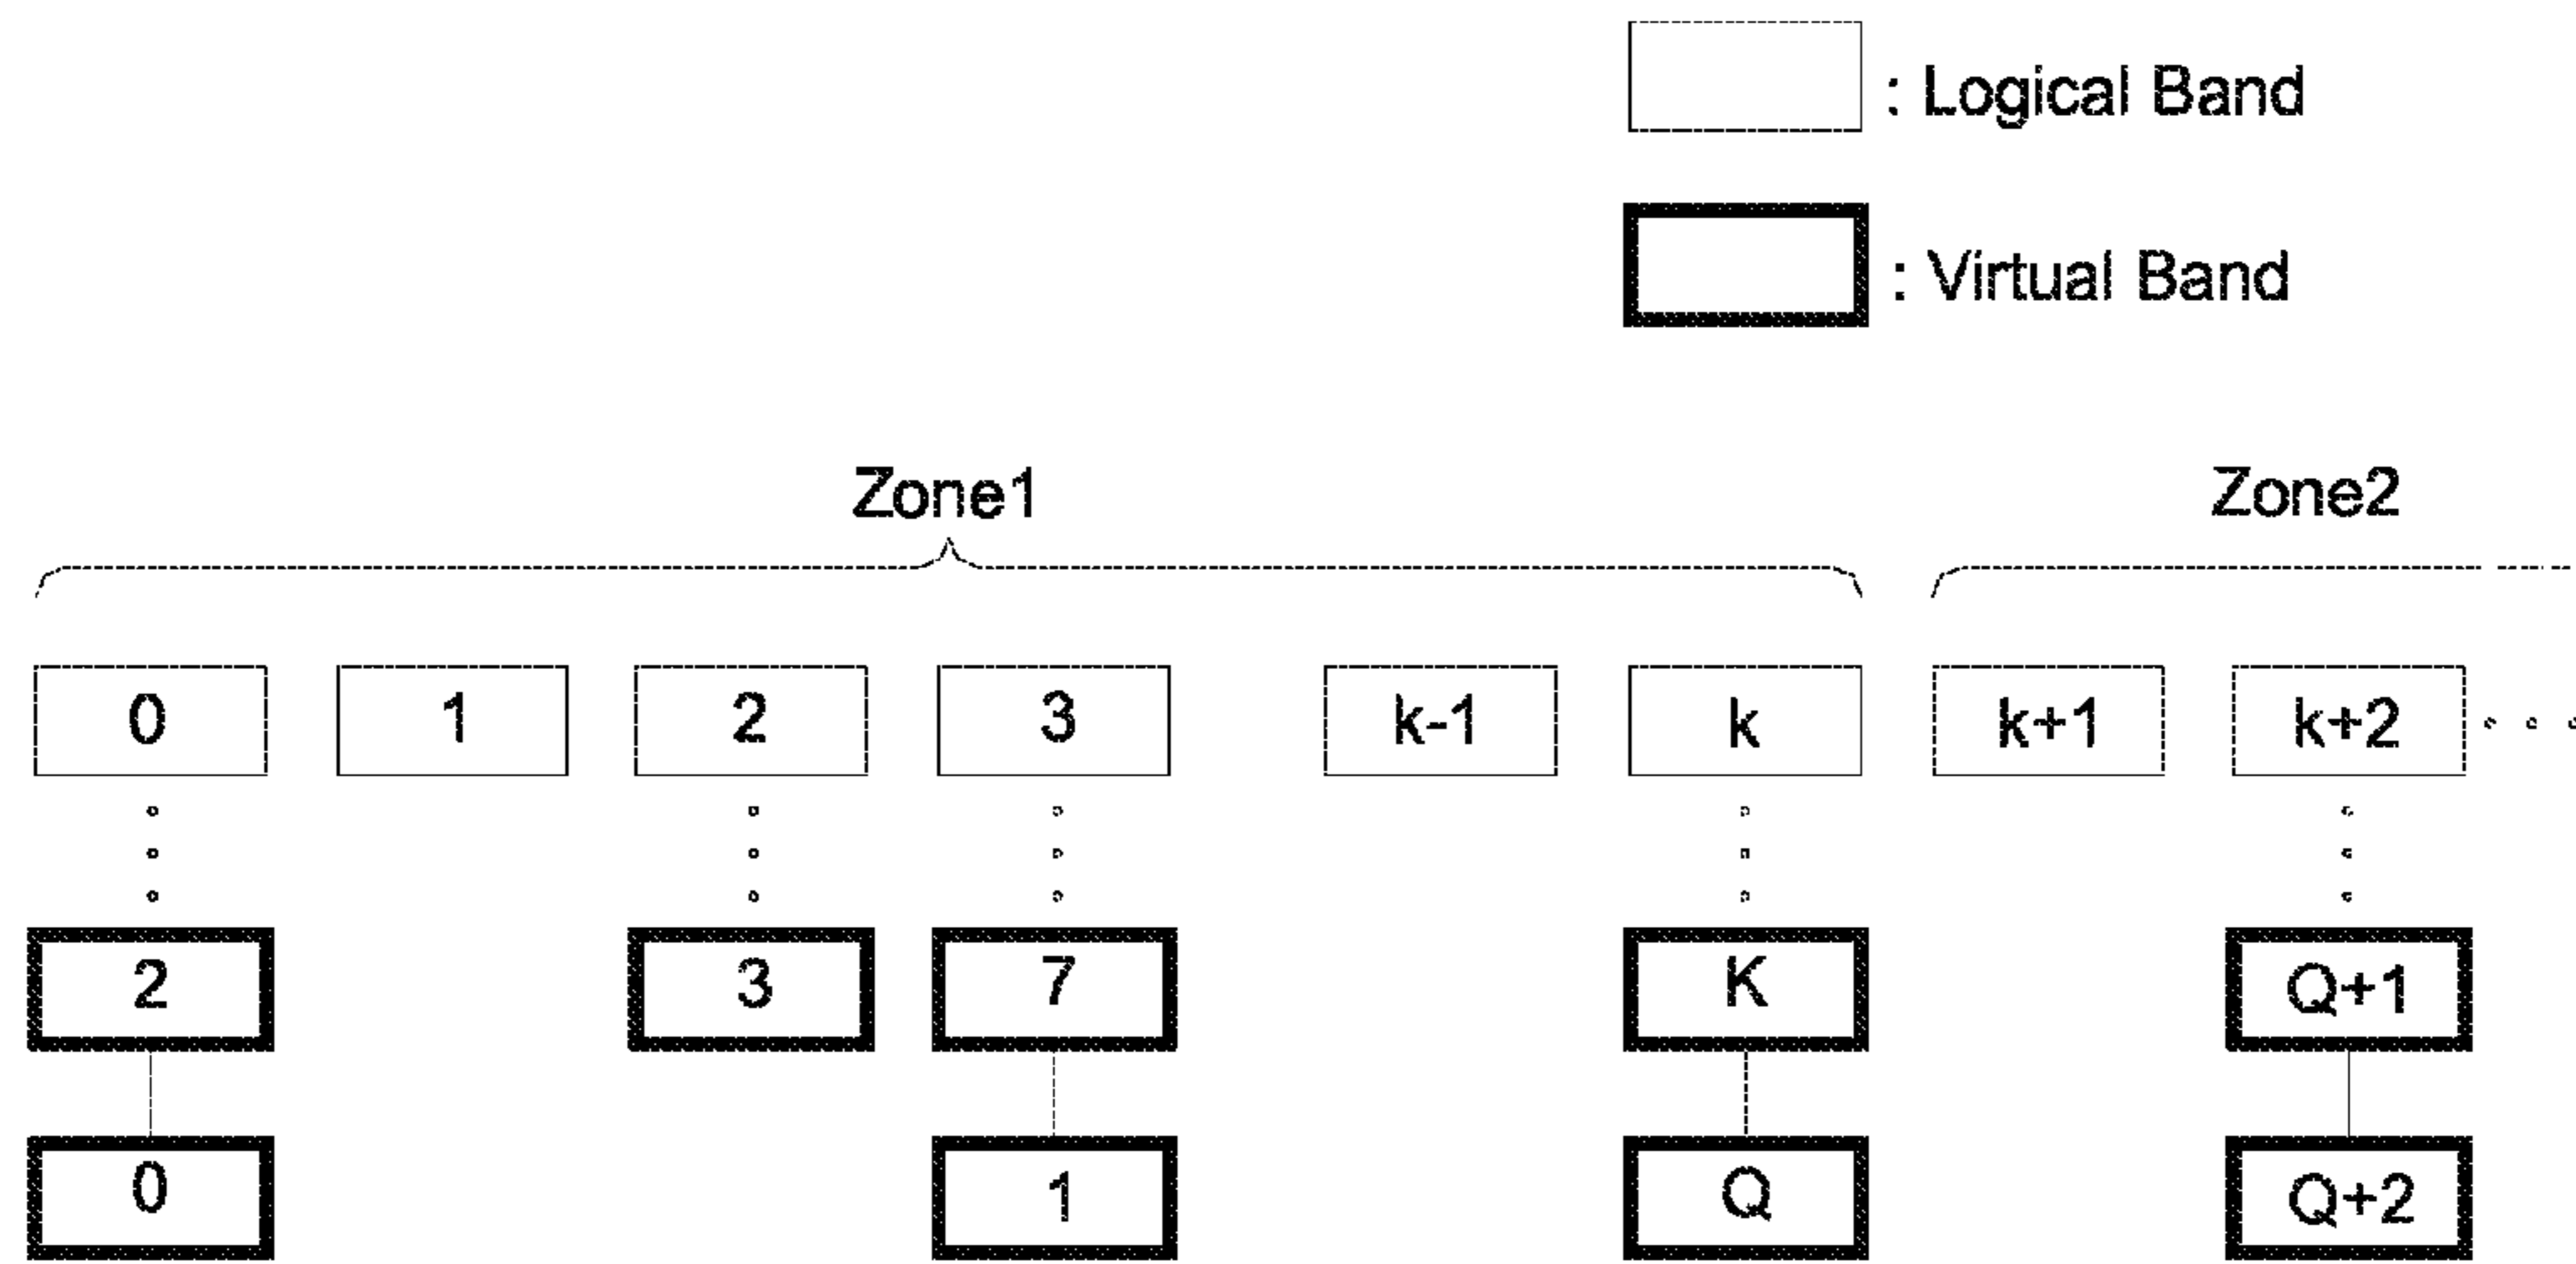 : Logical Band
: Virtual Band
Zone1 Zone2
0 1 2 3 k-1 k k+1 k+2
2 3 7 K Q+1
0 1 Q Q+2